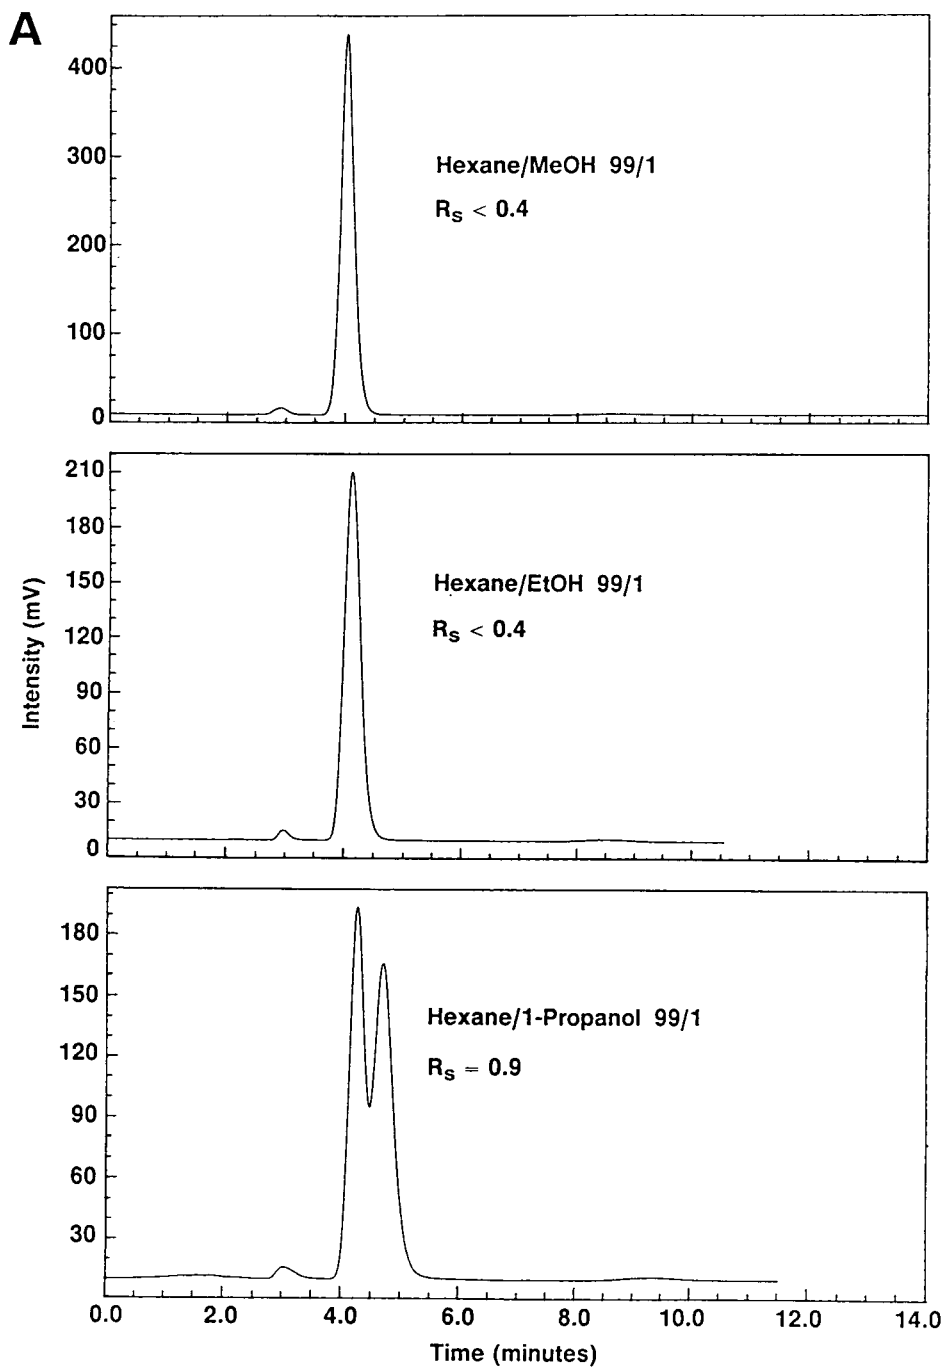 A
400
300
200
100
0
Hexane/MeOH 99/1
Rs < 0.4
210
180
150
120
90
60
30
0
Hexane/EtOH 99/1
Rs < 0.4
Intensity (mV)
180
150
120
90
60
30
Hexane/1-Propanol 99/1
Rs = 0.9
0.0 2.0 4.0 6.0 8.0 10.0 12.0 14.0
Time (minutes)